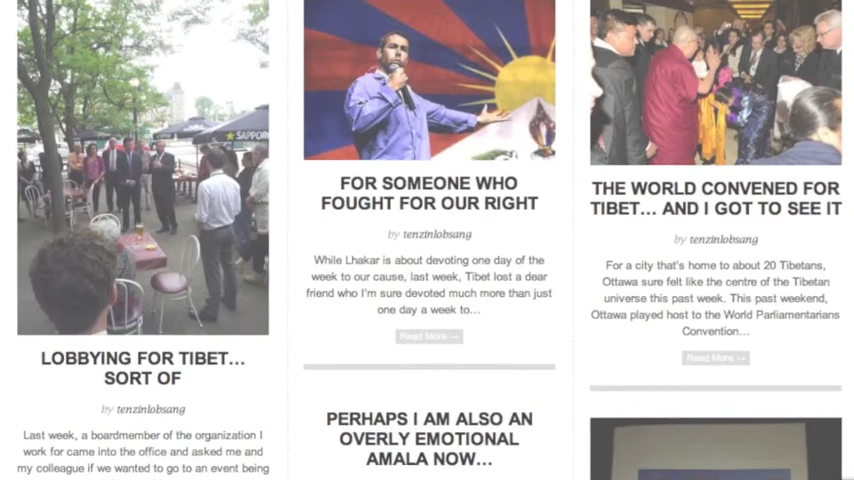 SAPPORO
LOBBYING FOR TIBET…
SORT OF
by tenzinlobsang
Last week, a boardmember of the organization I
work for came into the office and asked me and
my colleague if we wanted to go to an event being
FOR SOMEONE WHO
FOUGHT FOR OUR RIGHT
by tenzinlobsang
While Lhakar is about devoting one day of the
week to our cause, last week, Tibet lost a dear
friend who I'm sure devoted much more than just
one day a week to…
Read More →
PERHAPS I AM ALSO AN
OVERLY EMOTIONAL
AMALA NOW…
THE WORLD CONVENED FOR
TIBET… AND I GOT TO SEE IT
by tenzinlobsang
For a city that's home to about 20 Tibetans,
Ottawa sure felt like the centre of the Tibetan
universe this past week. This past weekend,
Ottawa played host to the World Parliamentarians
Convention…
Read More →